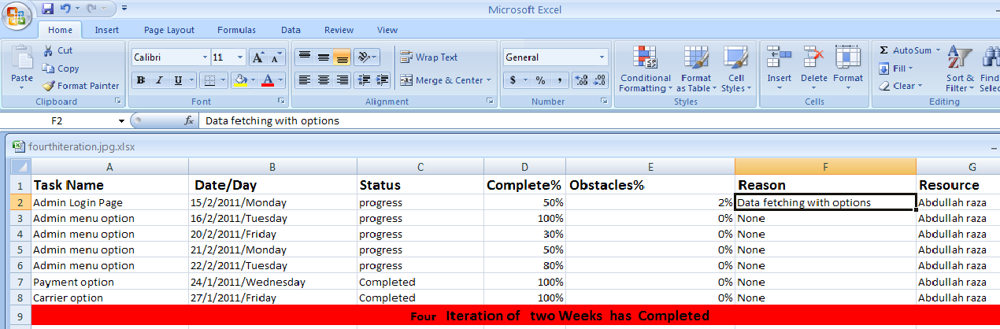 Microsoft Excel
Home Insert Page Layout Formulas Data Review View
Paste
Cut
Copy
Format Painter
Clipboard
Calibri 11
A A
B I U A
Font
Wrap Text
Merge & Center
Alignment
General
$ % , .00 .0
Number
Conditional Formatting
Format as Table
Cell Styles
Styles
Insert Delete Format
Cells
Σ AutoSum
Fill
Clear
Sort & Filter
Find
Editing
F2 fx Data fetching with options
fourthiteration.jpg.xlsx
A B C D E F G
1 Task Name Date/Day Status Complete% Obstacles% Reason Resource
2 Admin Login Page 15/2/2011/Monday progress 50% 2% Data fetching with options Abdullah raza
3 Admin menu option 16/2/2011/Tuesday progress 100% 0% None Abdullah raza
4 Admin menu option 20/2/2011/Friday progress 30% 0% None Abdullah raza
5 Admin menu option 21/2/2011/Monday progress 50% 0% None Abdullah raza
6 Admin menu option 22/2/2011/Tuesday progress 80% 0% None Abdullah raza
7 Payment option 24/1/2011/Wednesday Completed 100% 0% None Abdullah raza
8 Carrier option 27/1/2011/Friday Completed 100% 0% None Abdullah raza
9 Four Iteration of two Weeks has Completed